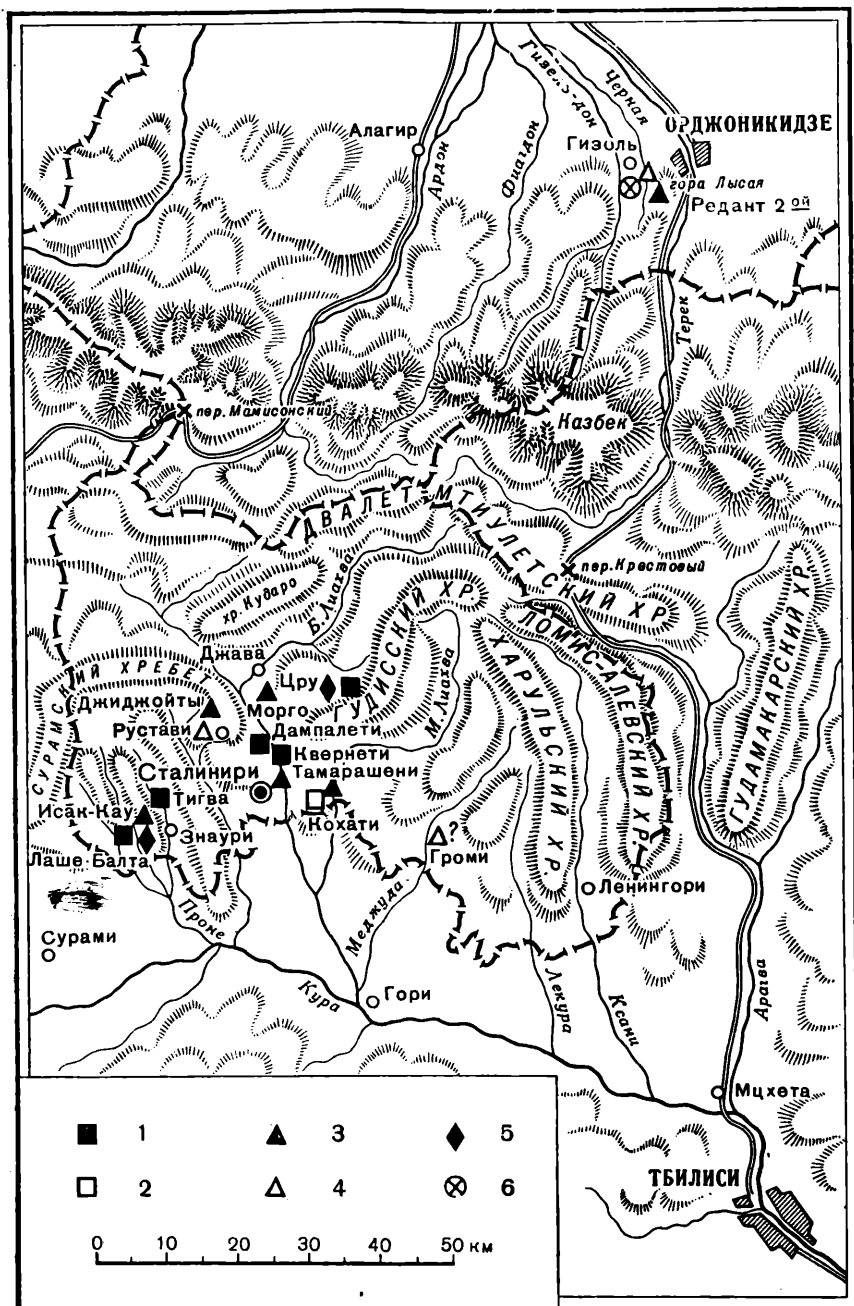 Гизель-дон
Черная
ОРДЖОНИКИДЗЕ
Алагир
Ардон
Фиагдон
Гизэль
гора Лысая
Редант 2ой
Терек
пер. Мамисонский
Казбек
ДВАЛЕТ-МТИУЛЕТСКИЙ ХР.
пер. Крестовый
хр. Кударо
Б. Лиахва
ГУДИССКИЙ ХР.
ЛОМИС-АЛЕВСКИЙ ХР.
ХАРУЛЬСКИЙ ХР.
ГУДАМАКАРСКИЙ ХР.
СУРАМСКИЙ ХРЕБЕТ
Джава
Цру
М. Лиахва
Джиджойты
Морго
Рустави
Дампалети
Квернети
Сталинири
Тамарашени
Исак-Кау
Тигва
Кохати
Знаури
?
Лаше-Балта
Громи
Ленингори
Проне
Меджуда
Сурами
Кура
Гори
Лекура
Ксани
Арагва
Мцхета
ТБИЛИСИ
1 3 5
2 4 6
0 10 20 30 40 50 км